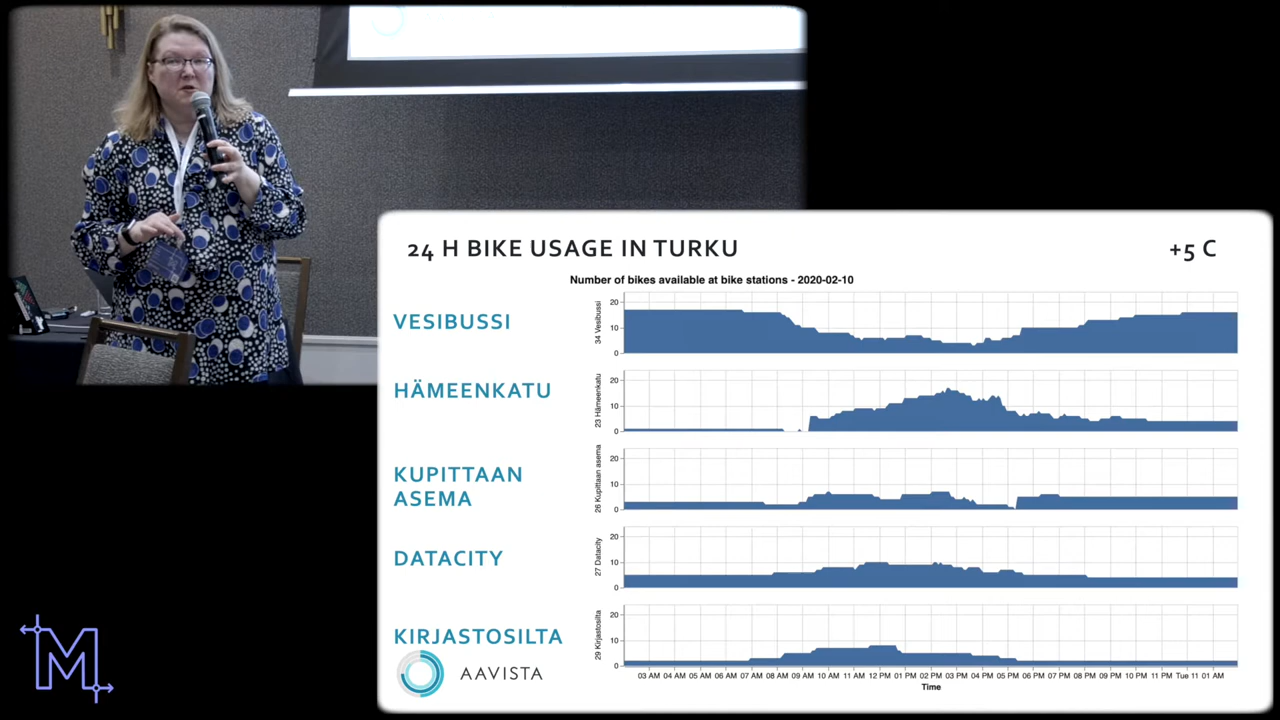 24 H BIKE USAGE IN TURKU
+5 C
Number of bikes available at bike stations - 2020-02-10
VESIBUSSI
34 Vesibussi
20
10
0
HÄMEENKATU
23 Hämeenkatu
20
10
0
KUPITTAAN
ASEMA
26 Kupittaan asema
20
10
0
DATACITY
27 Datacity
20
10
0
KIRJASTOSILTA
29 Kirjastosilta
20
10
0
03 AM 04 AM 05 AM 06 AM 07 AM 08 AM 09 AM 10 AM 11 AM 12 PM 01 PM 02 PM 03 PM 04 PM 05 PM 06 PM 07 PM 08 PM 09 PM 10 PM 11 PM Tue 11 01 AM
Time
AAVISTA
M